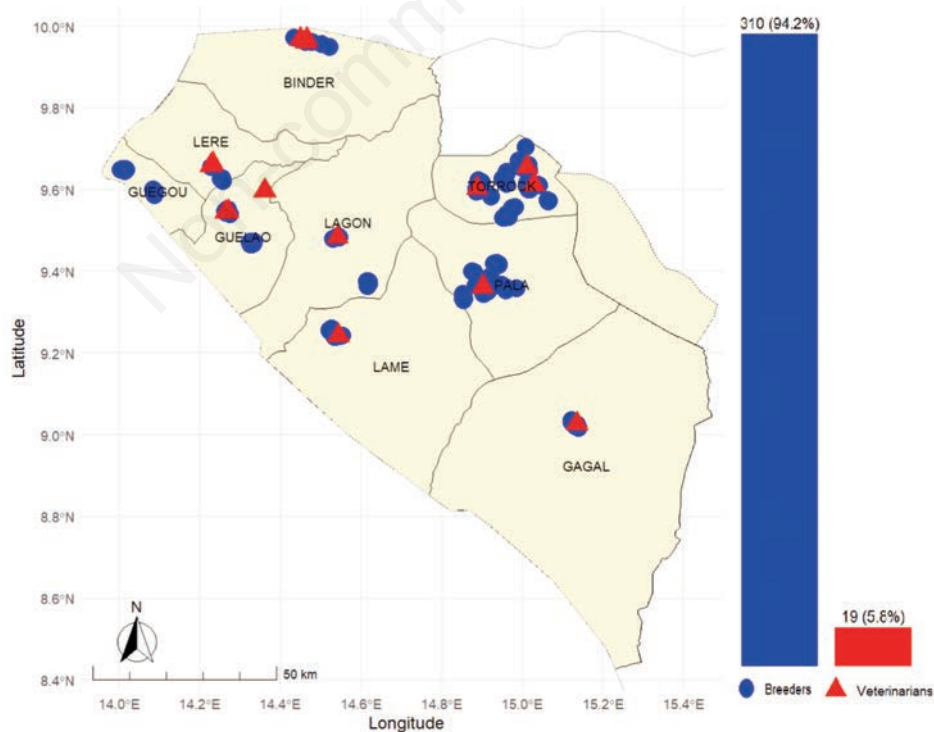 310 (94.2%)
10.0°N
BINDER
9.8°N
LERE
9.6°N
GUEGOU
TORROCK
LAGON
GUELAO
9.4°N
PALA
Latitude
9.2°N
LAME
9.0°N
GAGAL
8.8°N
8.6°N
N
19 (5.8%)
50 km
8.4°N
Breeders
Veterinarians
14.0°E
14.2°E
14.4°E
14.6°E
14.8°E
15.0°E
15.2°E
15.4°E
Longitude